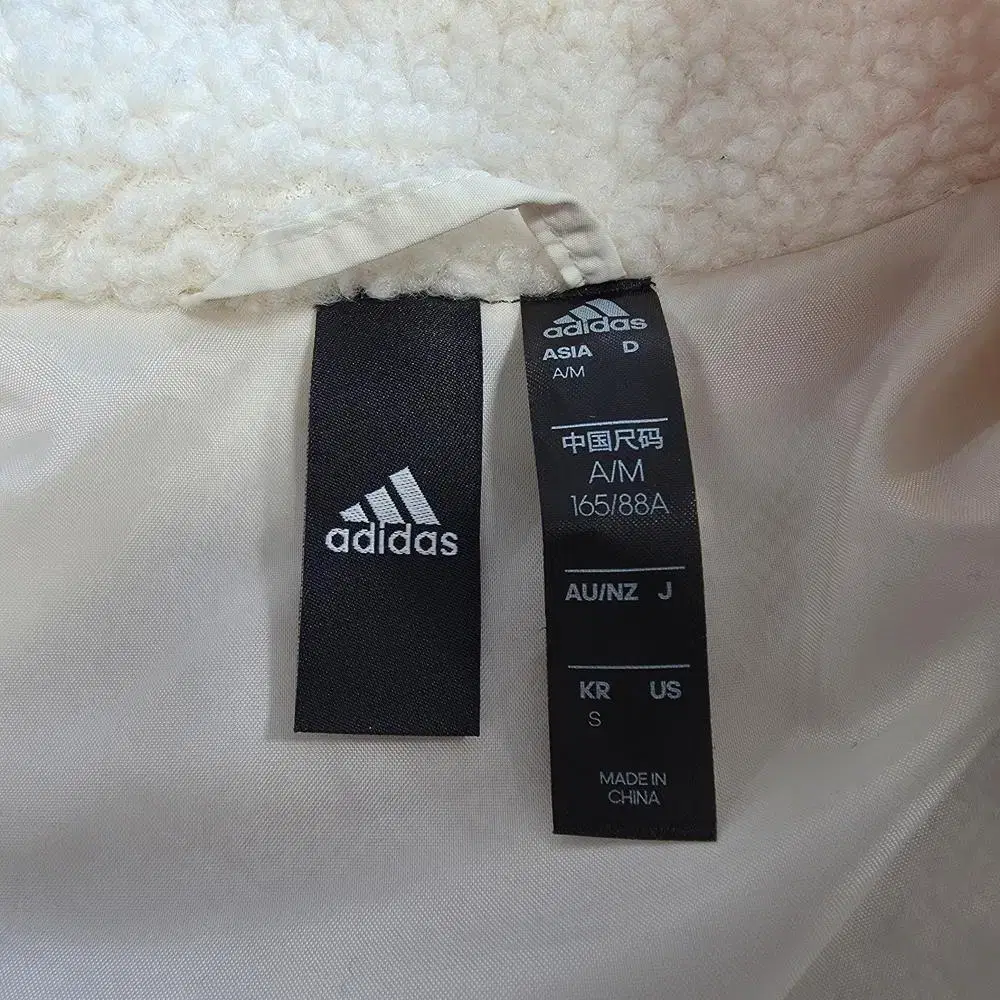 adidas
adidas
ASIA D
A/M
中国尺码
A/M
165/88A
AU/NZ J
KR US
S
MADE IN
CHINA